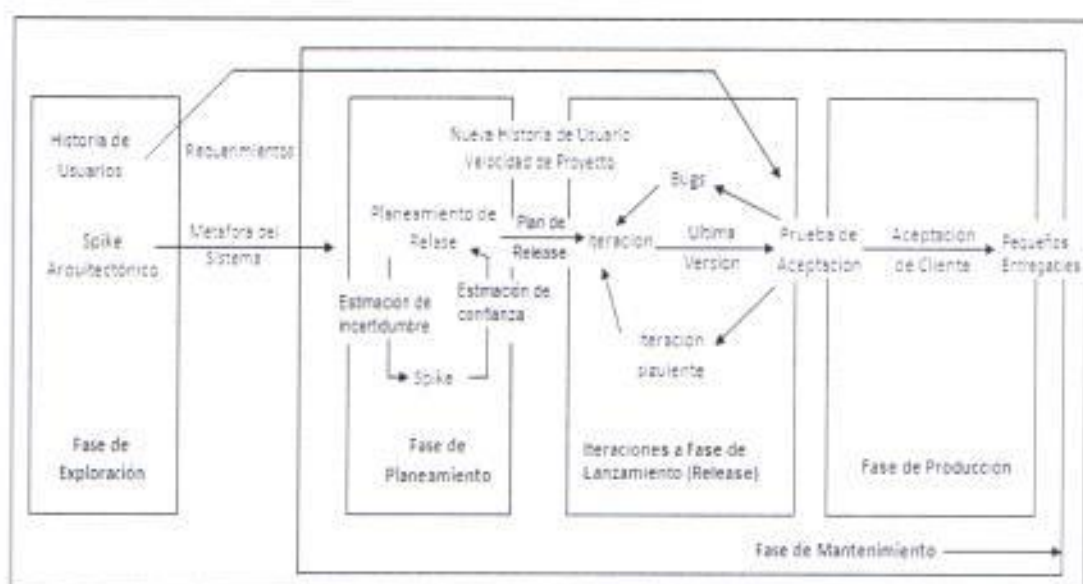 Historia de
Usuarios
Requerimientos
Nueva Historia de Usuario
Velocidad de Proyecto
Bugs
Spike
Arquitectónico
Metafora del
Sistema
Planeamiento de
Relase
Plan de
Release
Iteracion
Ultima
Version
Prueba de
Aceptacion
Aceptacion
de Cliente
Pequeños
Entregables
Estimación de
incertidumbre
Estimación de
confianza
Spike
Iteracion
siguiente
Fase de
Exploración
Fase de
Planeamiento
Iteraciones a Fase de
Lanzamiento (Release)
Fase de Produccion
Fase de Mantenimiento